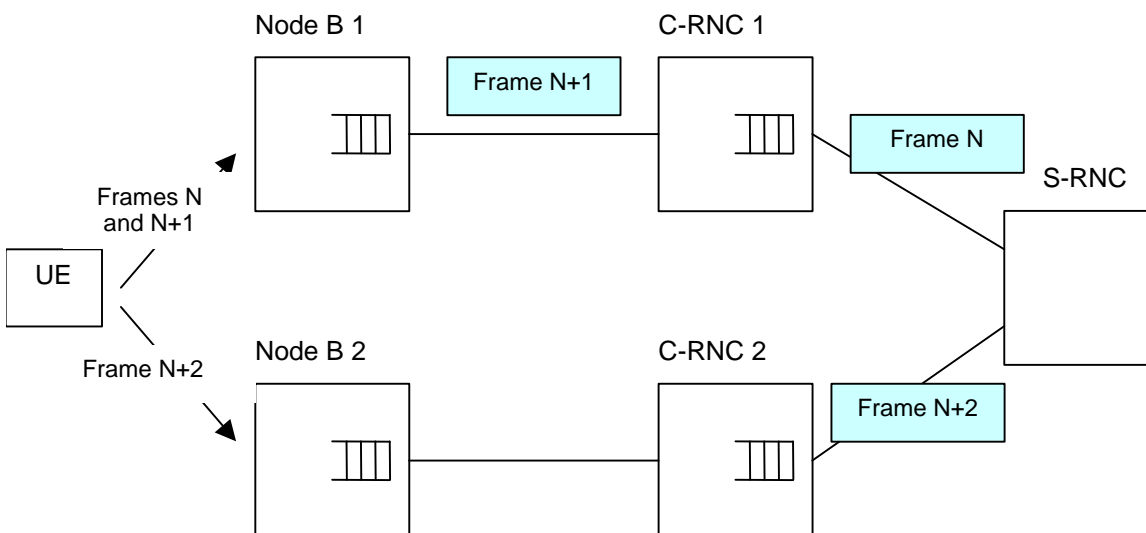 Node B 1
C-RNC 1
Frame N+1
Frame N
S-RNC
Frames N
and N+1
UE
Node B 2
C-RNC 2
Frame N+2
Frame N+2